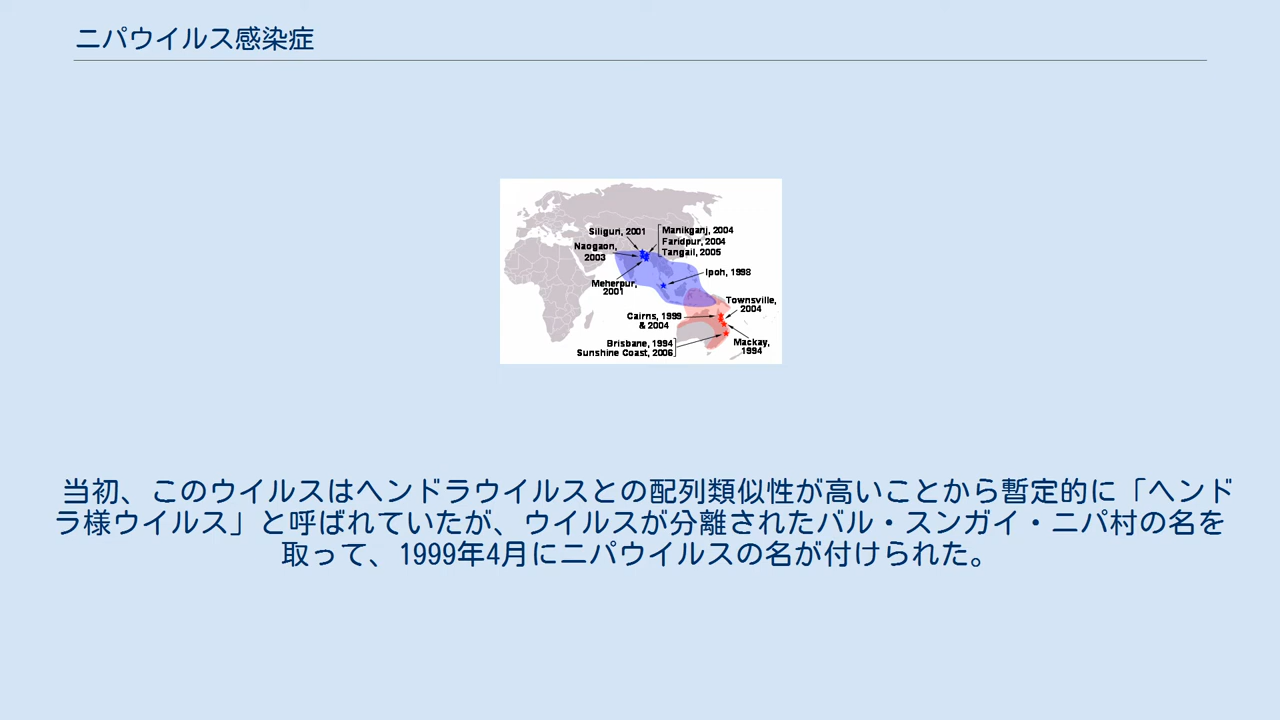 ニパウイルス感染症
Siliguri, 2001
Manikganj, 2004
Faridpur, 2004
Tangail, 2005
Naogaon,
2003
Meherpur,
2001
Ipoh, 1998
Townsville,
2004
Cairns, 1999
& 2004
Brisbane, 1994
Sunshine Coast, 2006
Mackay,
1994
当初、このウイルスはヘンドラウイルスとの配列類似性が高いことから暫定的に「ヘンド
ラ様ウイルス」と呼ばれていたが、ウイルスが分離されたバル・スンガイ・ニパ村の名を
取って、1999年4月にニパウイルスの名が付けられた。